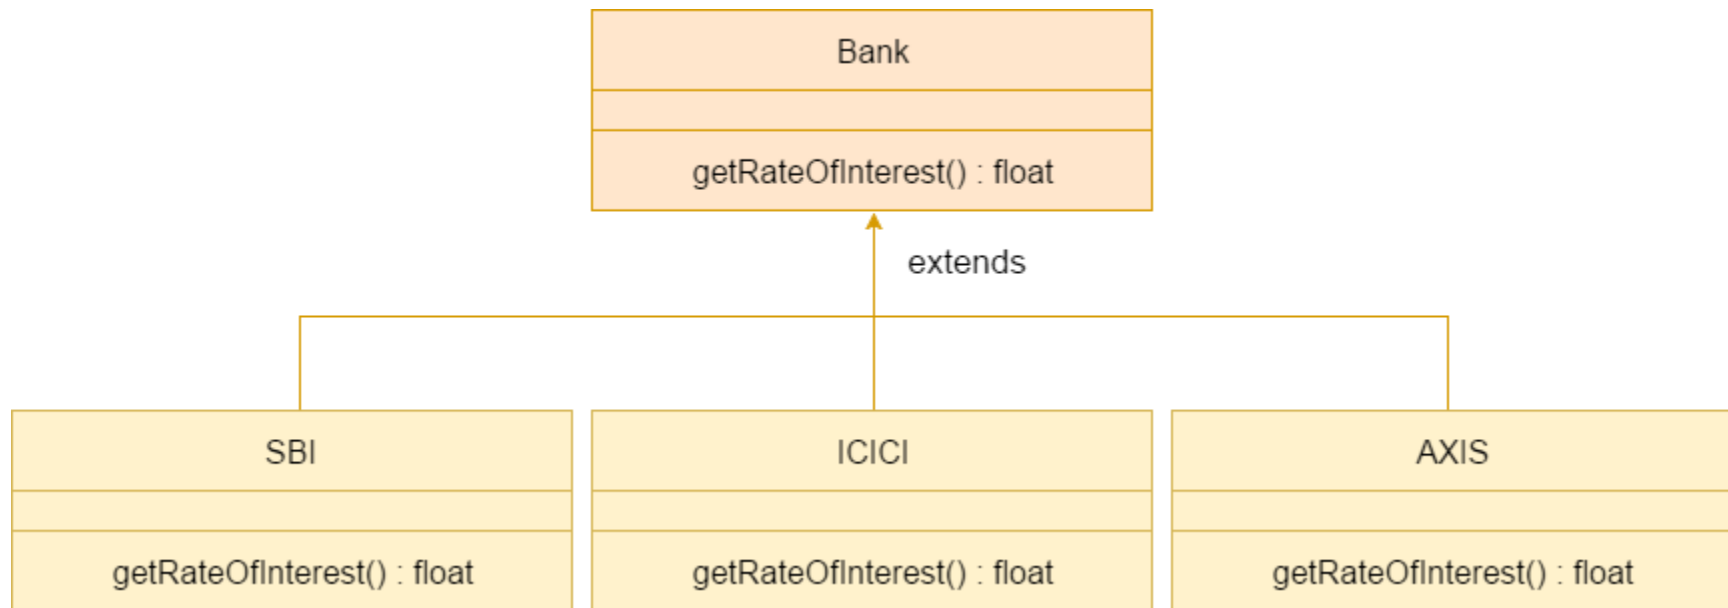 Bank
getRateOfInterest() : float
extends
SBI
ICICI
AXIS
getRateOfInterest() : float
getRateOfInterest() : float
getRateOfInterest() : float